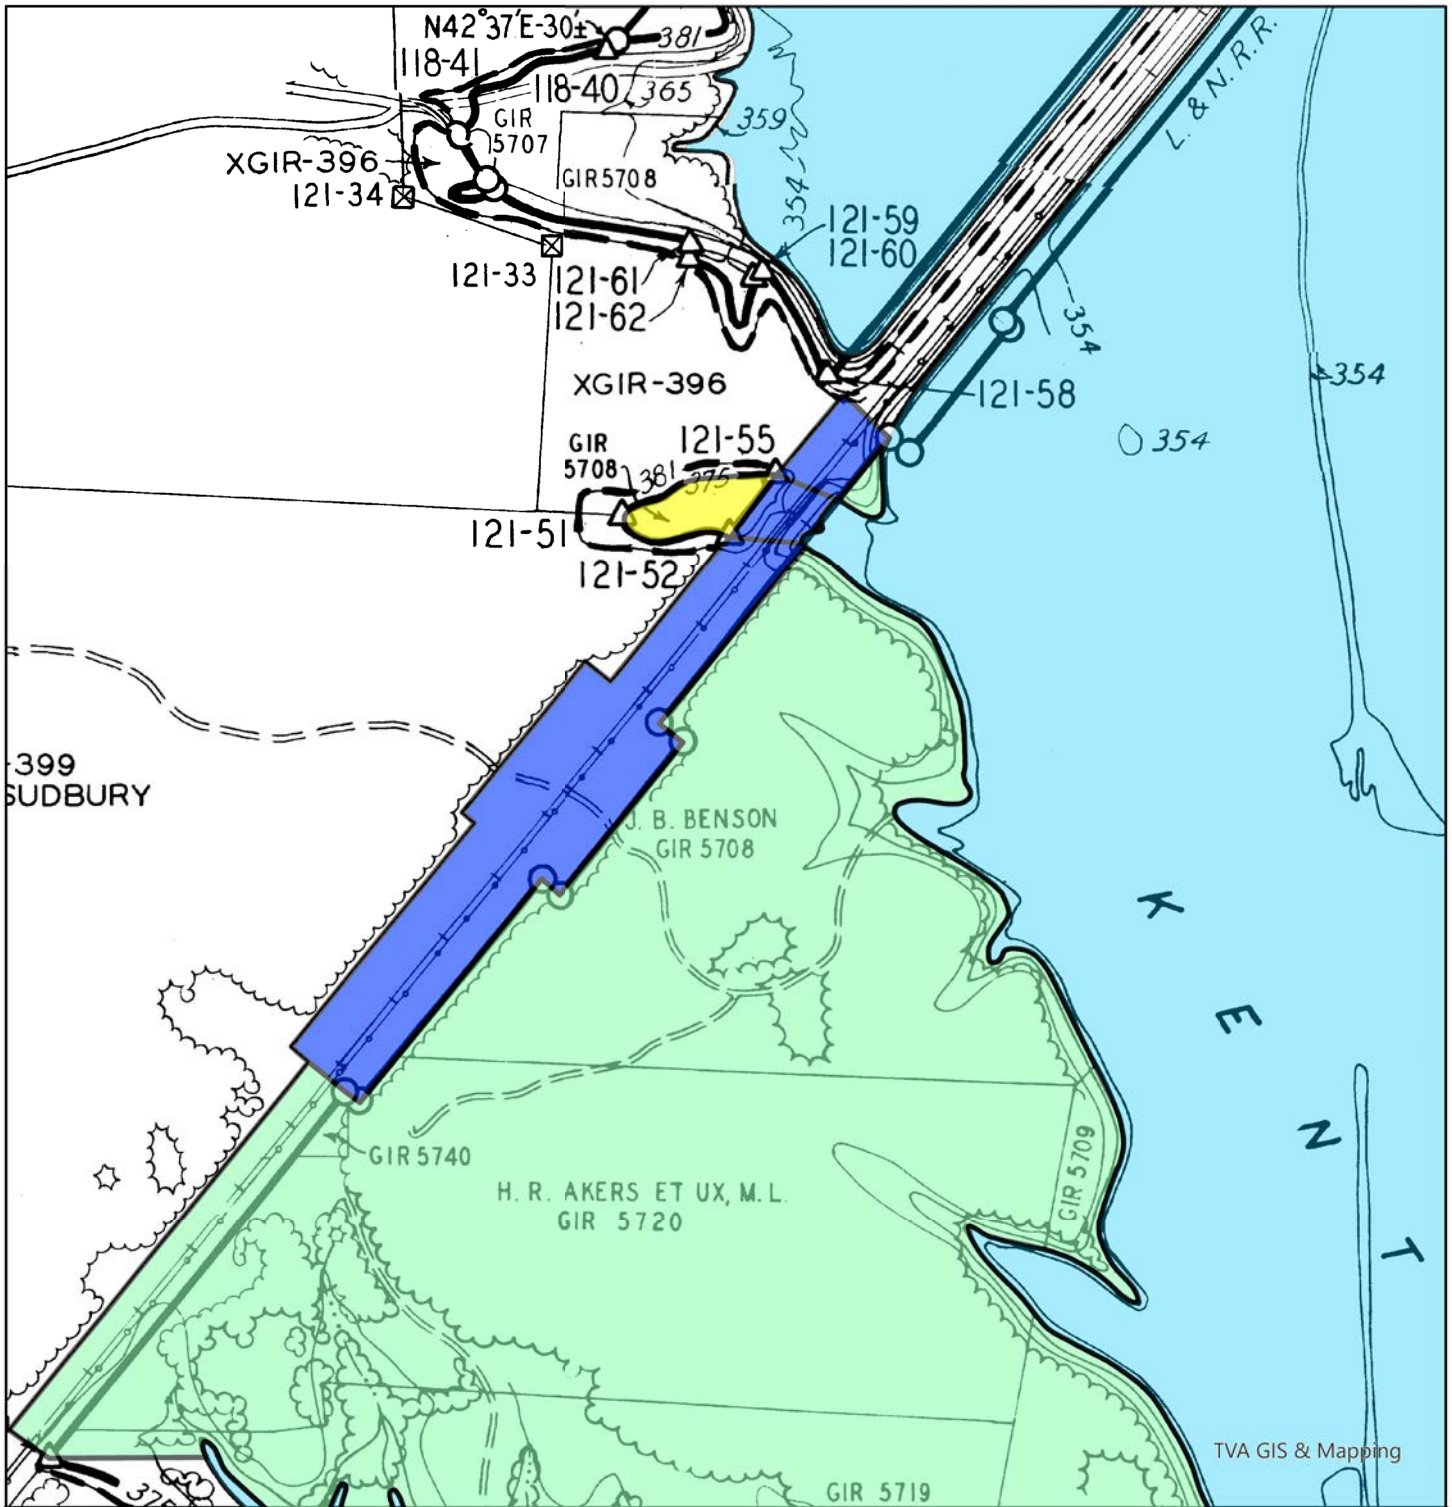 N42°37'E-30'±
381
118-41
118-40
365
GIR
5707
359
XGIR-396
121-34
GIR 5708
354
L. & N. R.R.
121-59
121-60
121-33
121-61
121-62
354
354
XGIR-396
121-58
GIR
5708
121-55
381
375
354
121-51
121-52
-399
SUDBURY
J. B. BENSON
GIR 5708
K
E
N
T
GIR 5740
GIR 5709
H. R. AKERS ET UX, M. L.
GIR 5720
375
GIR 5719
TVA GIS & Mapping